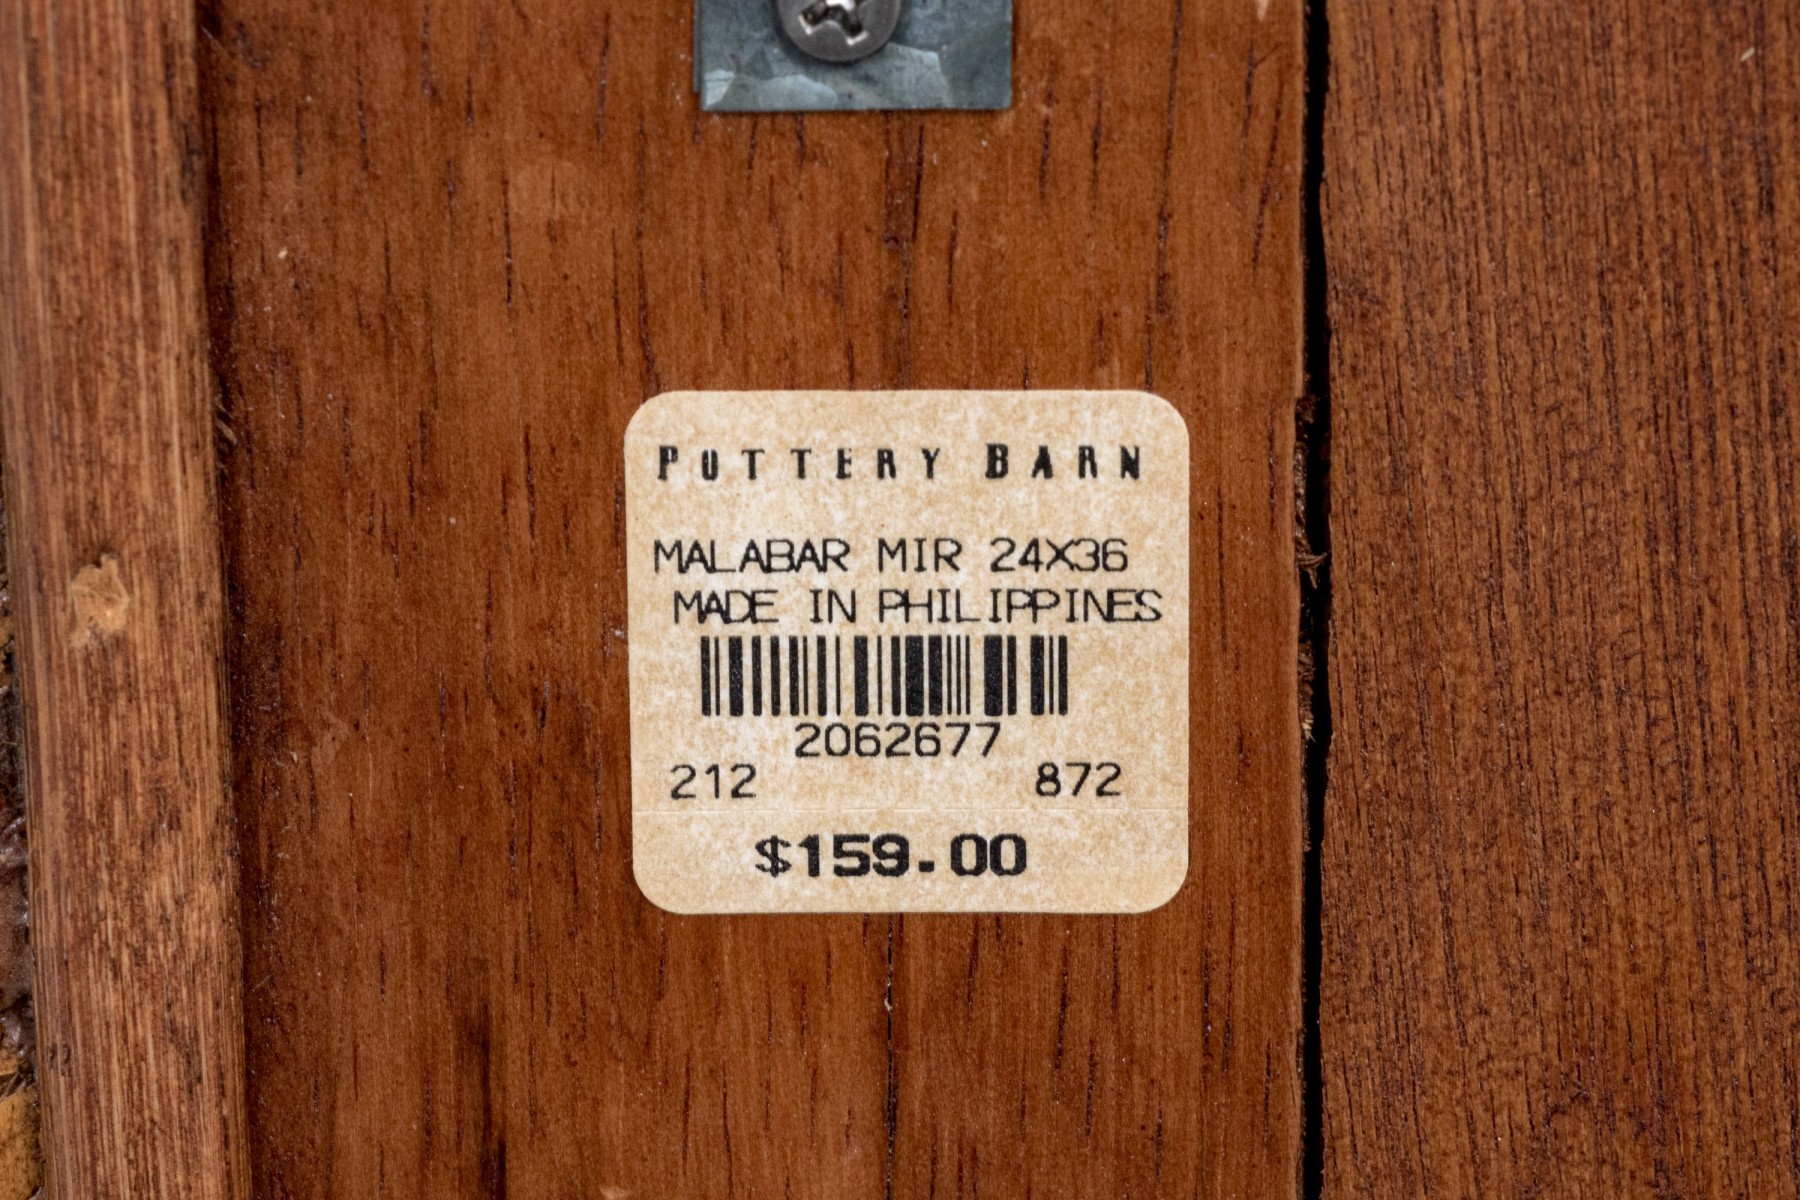 POTTERY BARN
MALABAR MIR 24X36
MADE IN PHILIPPINES
2062677
212 872
$159.00